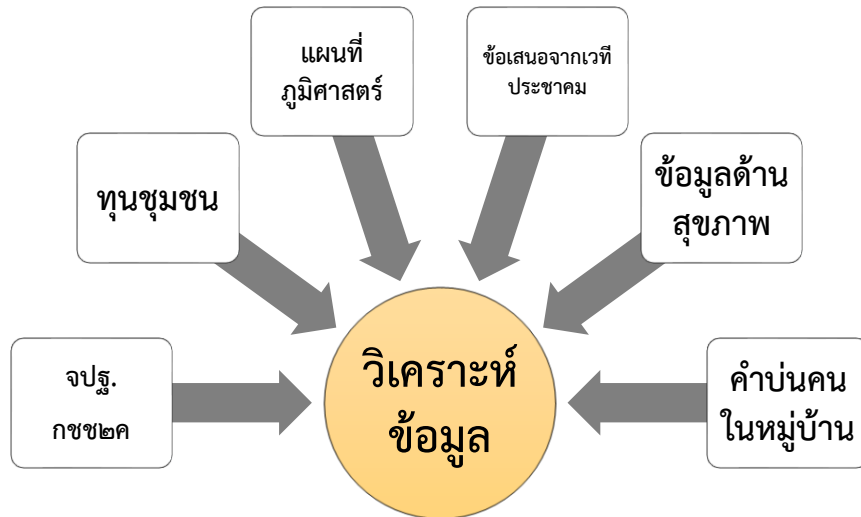 แผนที่
ภูมิศาสตร์
ข้อเสนอจากเวที
ประชาคม
ทุนชุมชน
ข้อมูลด้าน
สุขภาพ
จปฐ.
กชช๒ค
วิเคราะห์
ข้อมูล
คำบ่นคน
ในหมู่บ้าน